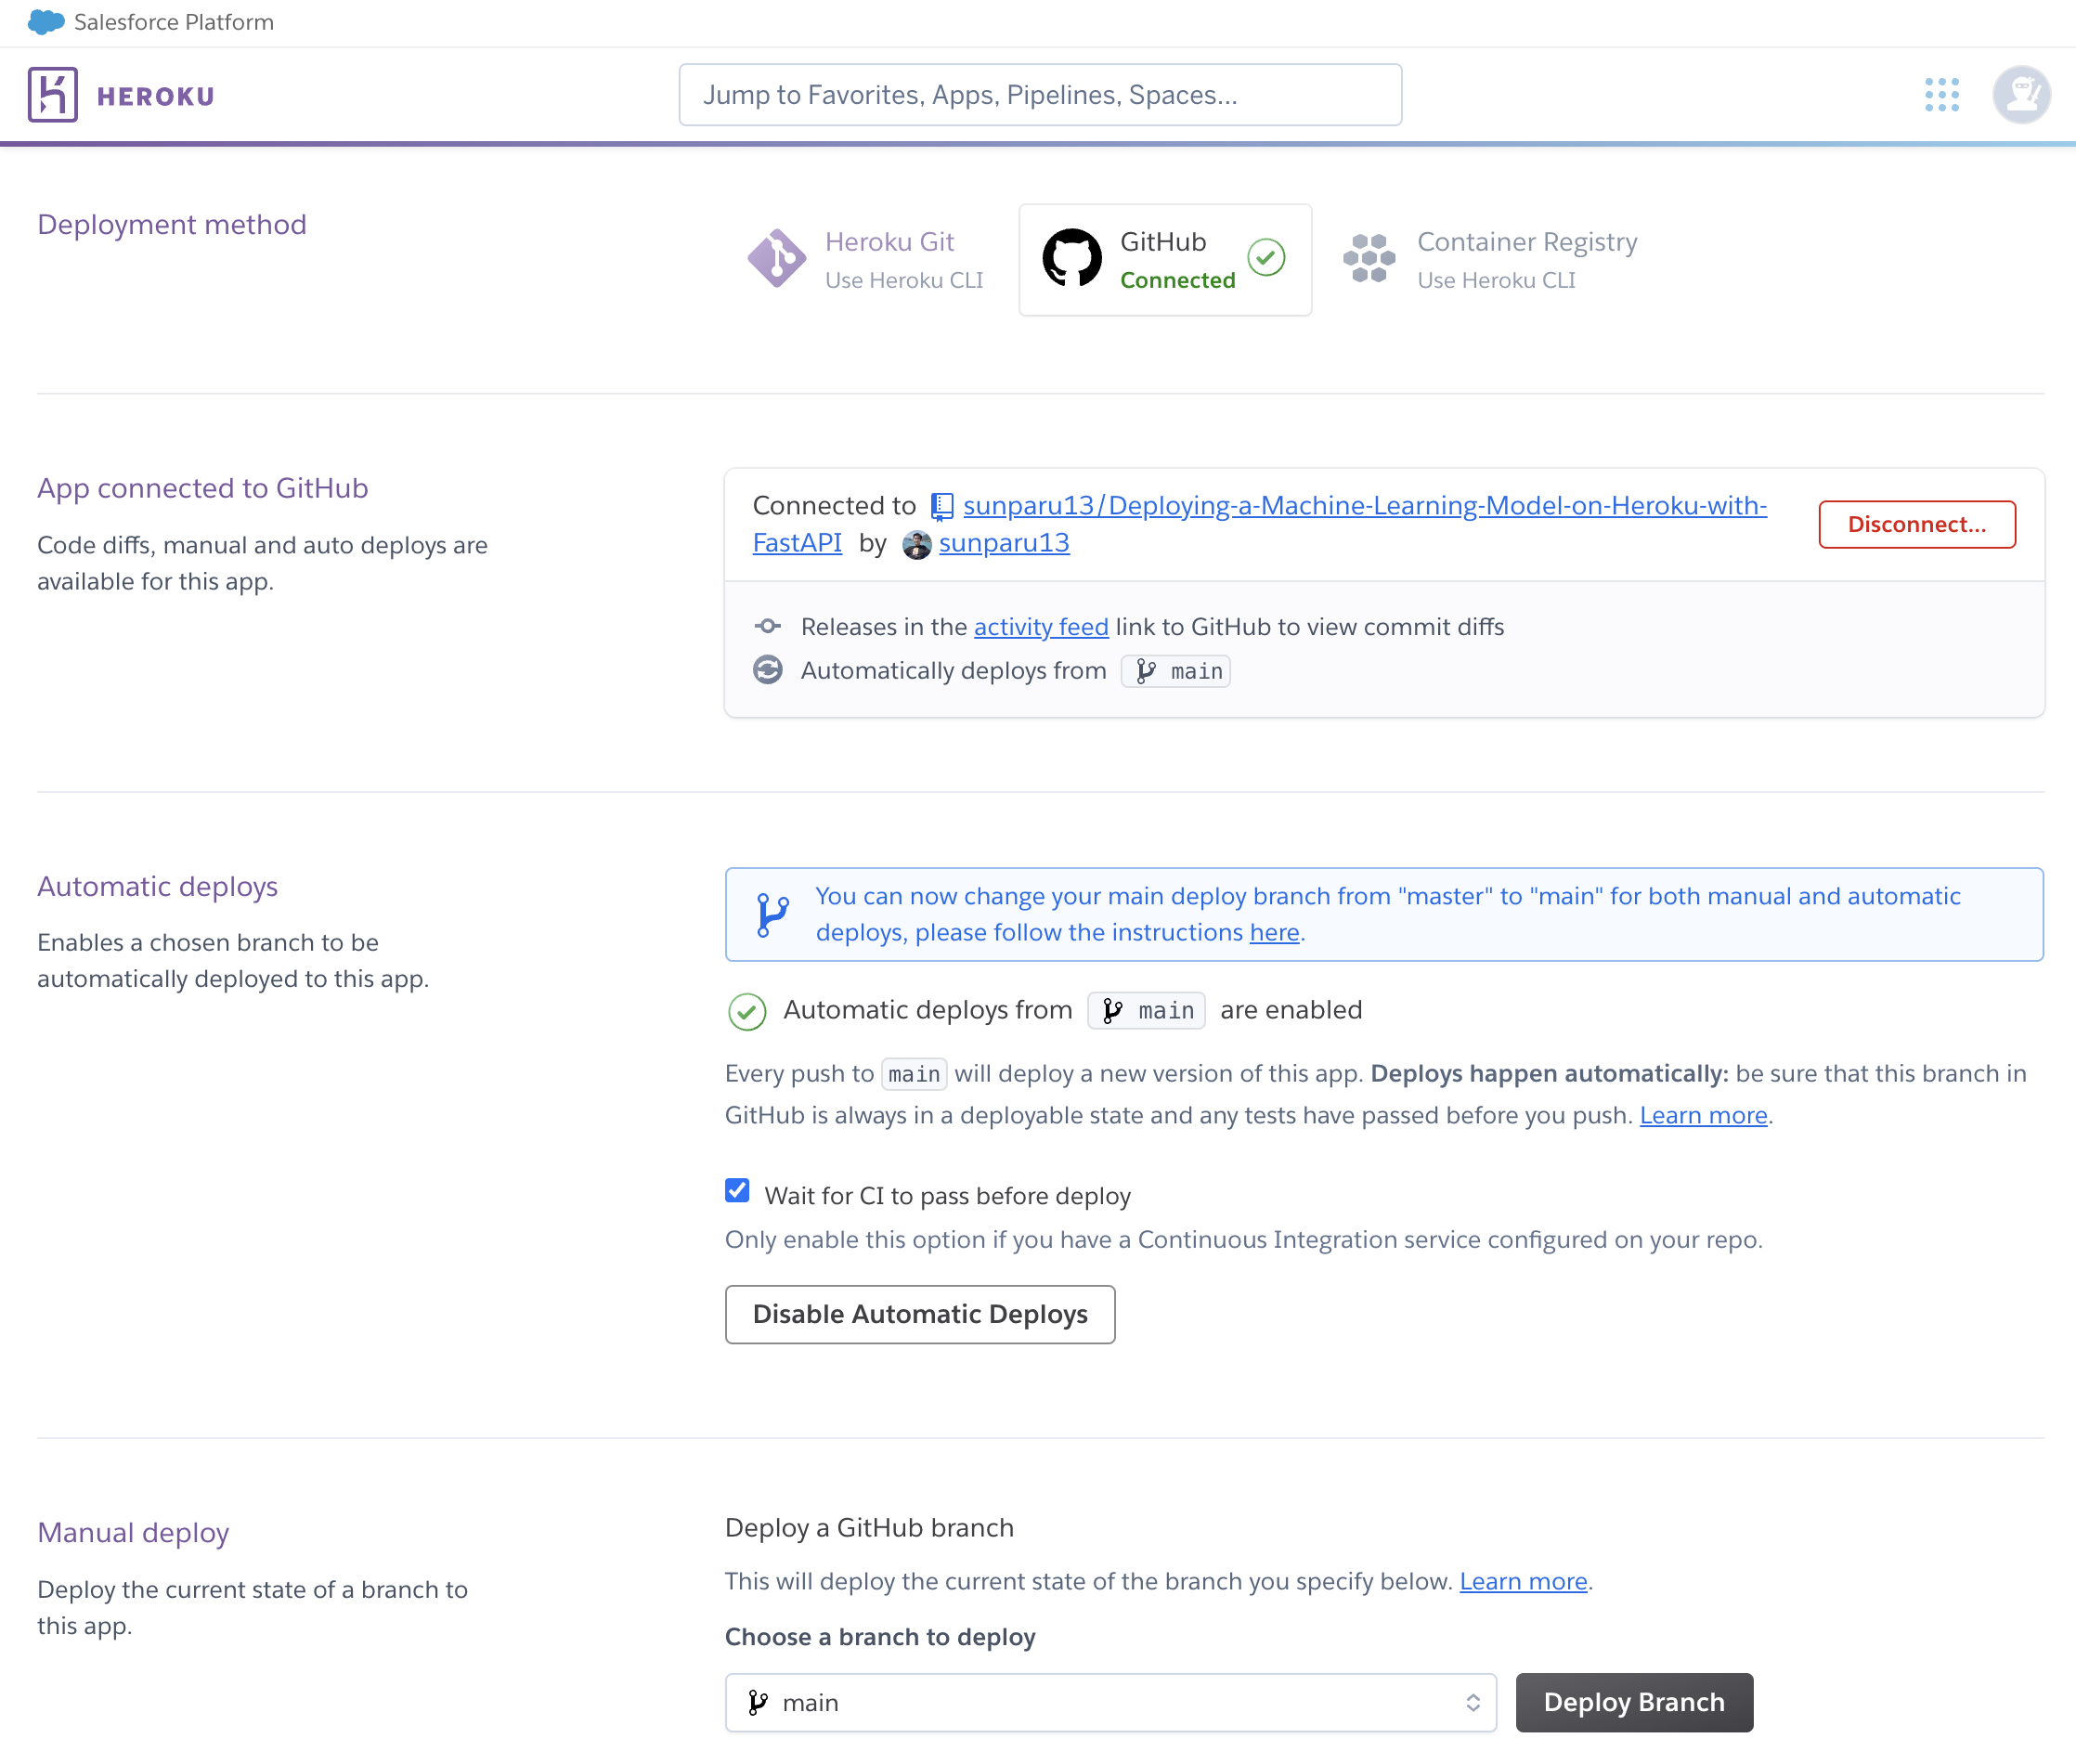 Salesforce Platform
HEROKU
Jump to Favorites, Apps, Pipelines, Spaces...
Deployment method
Heroku Git
Use Heroku CLI
GitHub
Connected
Container Registry
Use Heroku CLI
App connected to GitHub
Code diffs, manual and auto deploys are
available for this app.
Connected to sunparu13/Deploying-a-Machine-Learning-Model-on-Heroku-with-
FastAPI by sunparu13
Disconnect...
Releases in the activity feed link to GitHub to view commit diffs
Automatically deploys from main
Automatic deploys
Enables a chosen branch to be
automatically deployed to this app.
You can now change your main deploy branch from "master" to "main" for both manual and automatic
deploys, please follow the instructions here.
Automatic deploys from main are enabled
Every push to main will deploy a new version of this app. Deploys happen automatically: be sure that this branch in
GitHub is always in a deployable state and any tests have passed before you push. Learn more.
Wait for CI to pass before deploy
Only enable this option if you have a Continuous Integration service configured on your repo.
Disable Automatic Deploys
Manual deploy
Deploy the current state of a branch to
this app.
Deploy a GitHub branch
This will deploy the current state of the branch you specify below. Learn more.
Choose a branch to deploy
main
Deploy Branch